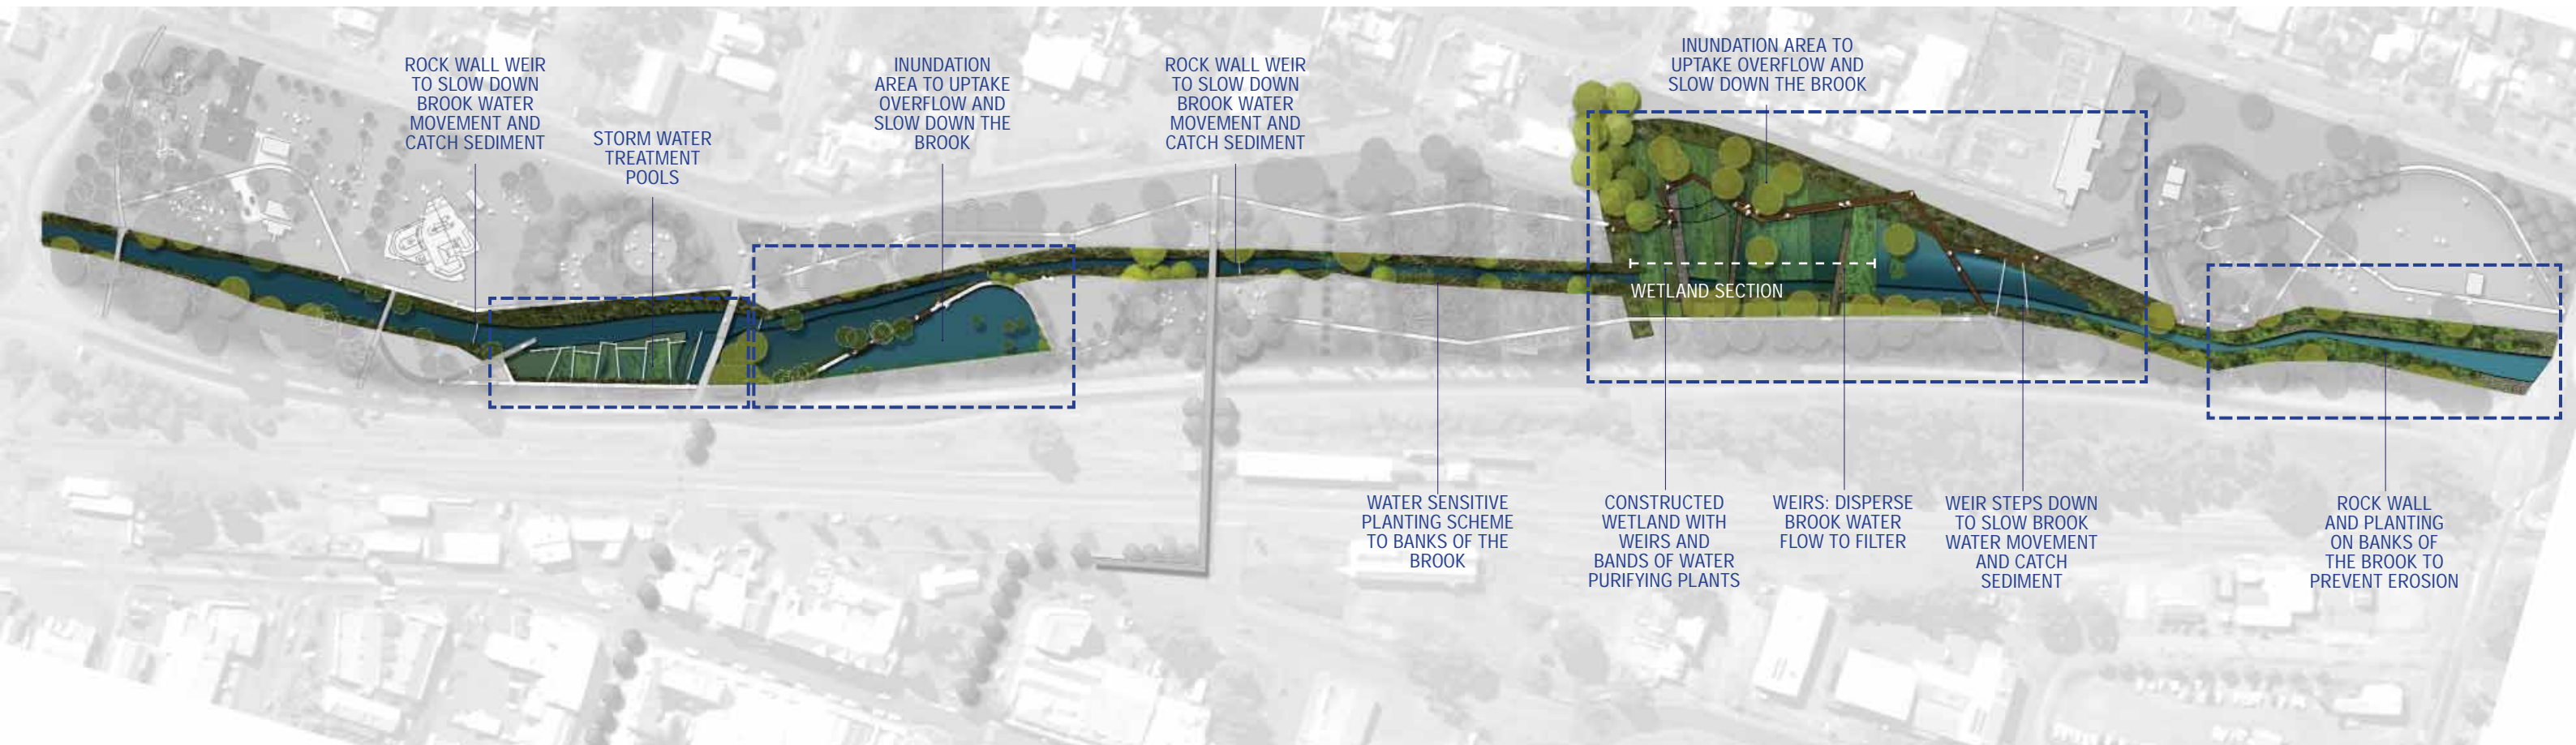 ROCK WALL WEIR
TO SLOW DOWN
BROOK WATER
MOVEMENT AND
CATCH SEDIMENT
STORM WATER
TREATMENT
POOLS
INUNDATION
AREA TO UPTAKE
OVERFLOW AND
SLOW DOWN THE
BROOK
ROCK WALL WEIR
TO SLOW DOWN
BROOK WATER
MOVEMENT AND
CATCH SEDIMENT
INUNDATION AREA TO
UPTAKE OVERFLOW AND
SLOW DOWN THE BROOK
WETLAND SECTION
WATER SENSITIVE
PLANTING SCHEME
TO BANKS OF THE
BROOK
CONSTRUCTED
WETLAND WITH
WEIRS AND
BANDS OF WATER
PURIFYING PLANTS
WEIRS: DISPERSE
BROOK WATER
FLOW TO FILTER
WEIR STEPS DOWN
TO SLOW BROOK
WATER MOVEMENT
AND CATCH
SEDIMENT
ROCK WALL
AND PLANTING
ON BANKS OF
THE BROOK TO
PREVENT EROSION